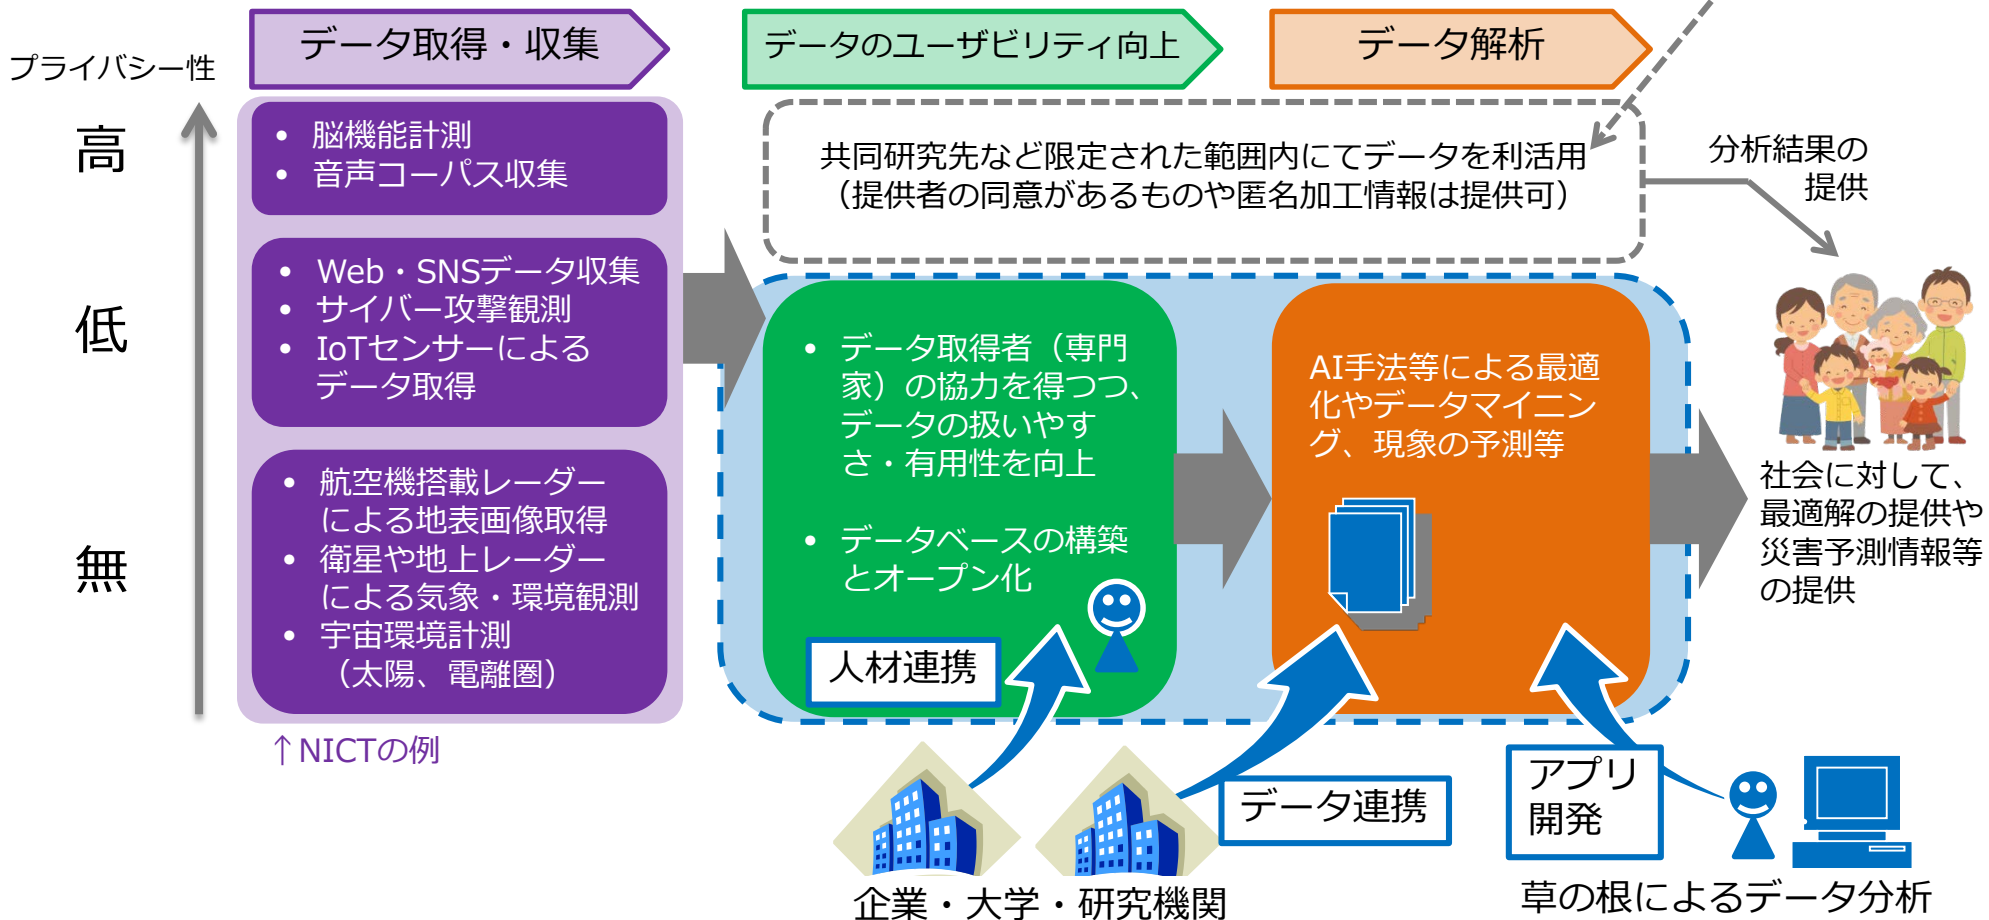 データ取得・収集
データのユーザビリティ向上
データ解析
プライバシー性
高
低
無
• 脳機能計測
• 音声コーパス収集
• Web・SNSデータ収集
• サイバー攻撃観測
• IoTセンサーによる
データ取得
• 航空機搭載レーダー
による地表画像取得
• 衛星や地上レーダー
による気象・環境観測
• 宇宙環境計測
（太陽、電離圏）
↑NICTの例
共同研究先など限定された範囲内にてデータを利活用
（提供者の同意があるものや匿名加工情報は提供可）
分析結果の
提供
• データ取得者（専門
家）の協力を得つつ、
データの扱いやす
さ・有用性を向上
• データベースの構築
とオープン化
人材連携
AI手法等による最適
化やデータマイニン
グ、現象の予測等
社会に対して、
最適解の提供や
災害予測情報等
の提供
データ連携
アプリ
開発
企業・大学・研究機関
草の根によるデータ分析